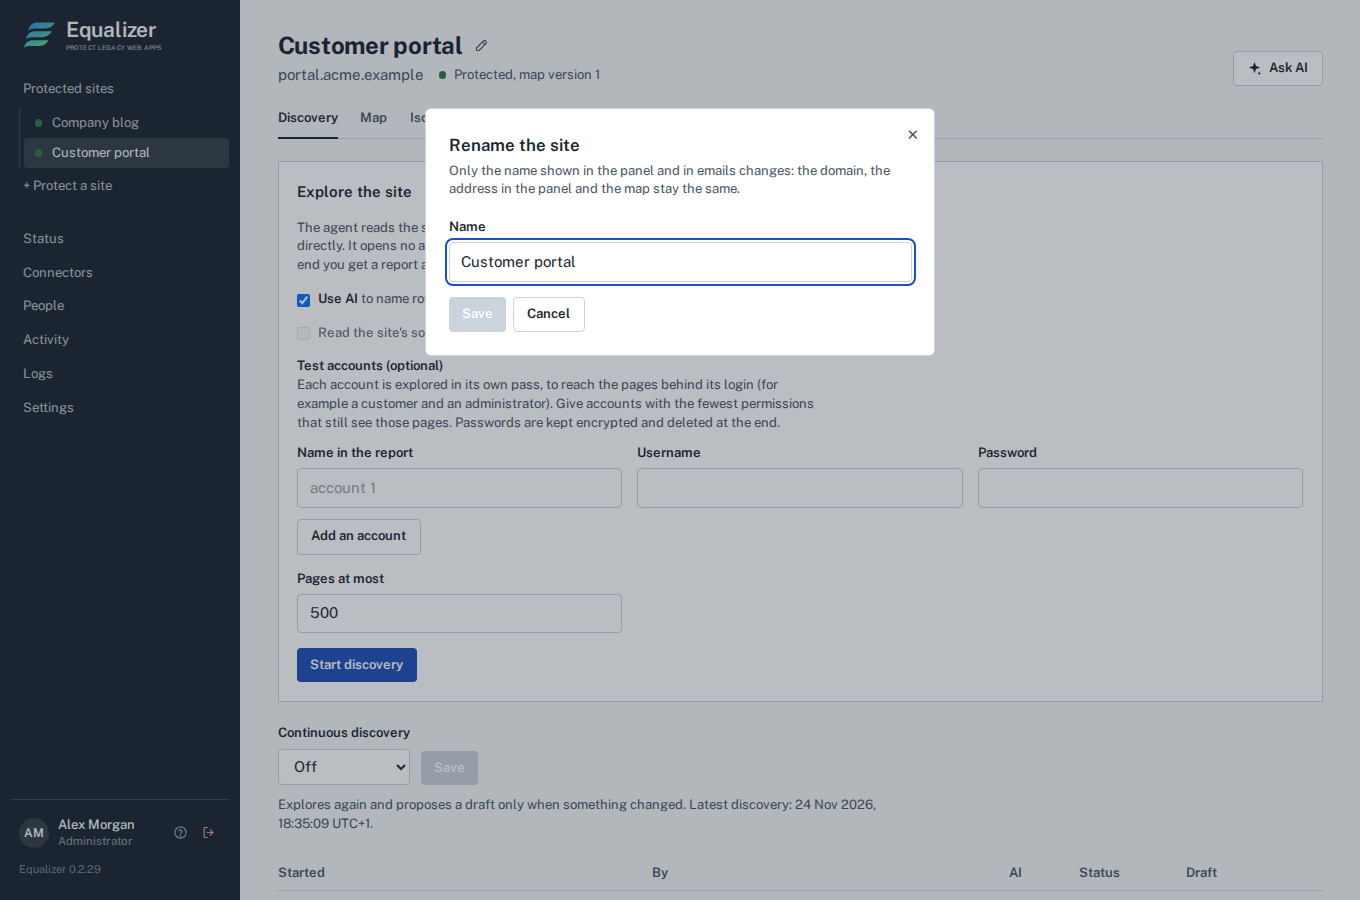 Equalizer
PROTECT LEGACY WEB APPS
Protected sites
Company blog
Customer portal
+ Protect a site
Status
Connectors
People
Activity
Logs
Settings
AM
Alex Morgan
Administrator
Equalizer 0.2.29
Customer portal
portal.acme.example
Protected, map version 1
Ask AI
Discovery
Map
Rename the site
Only the name shown in the panel and in emails changes: the domain, the
address in the panel and the map stay the same.
Name
Customer portal
Save
Cancel
Explore the site
The agent reads the
directly. It opens no
end you get a report
Use AI to name
Read the site's
Test accounts (optional)
Each account is explored in its own pass, to reach the pages behind its login (for
example a customer and an administrator). Give accounts with the fewest permissions
that still see those pages. Passwords are kept encrypted and deleted at the end.
Name in the report
Username
Password
account 1
Add an account
Pages at most
500
Start discovery
Continuous discovery
Off
Save
Explores again and proposes a draft only when something changed. Latest discovery: 24 Nov 2026,
18:35:09 UTC+1.
Started
By
AI
Status
Draft